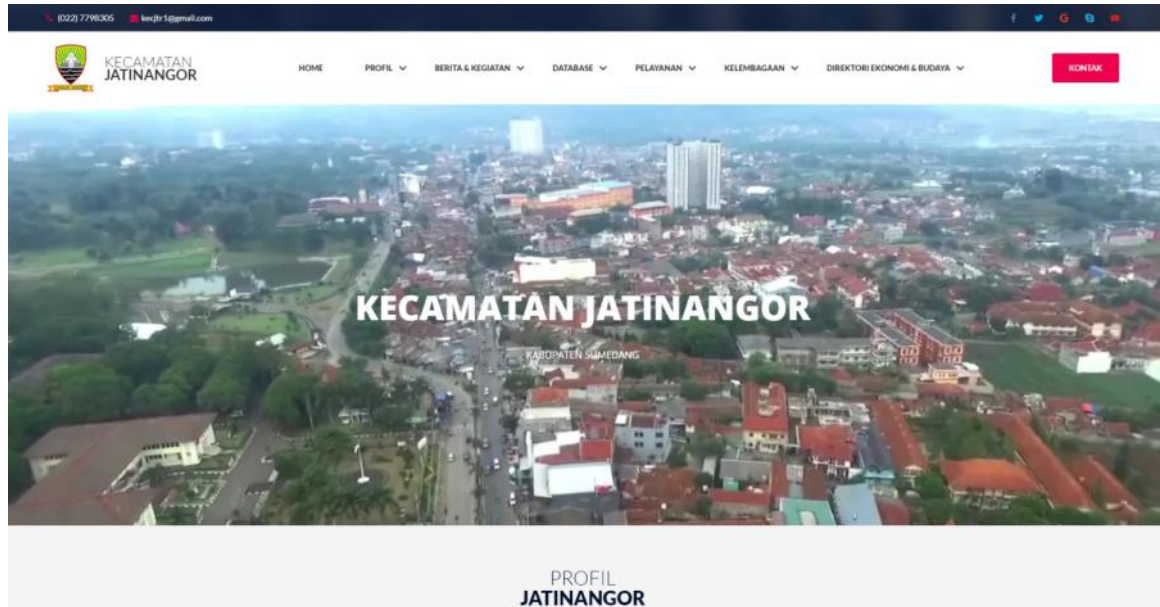 (022) 7798305 kecjtr1@gmail.com
KECAMATAN
JATINANGOR
HOME PROFIL BERITA & KEGIATAN DATABASE PELAYANAN KELEMBAGAAN DIREKTORI EKONOMI & BUDAYA KONTAK
KECAMATAN JATINANGOR
KABUPATEN SUMEDANG
PROFIL
JATINANGOR